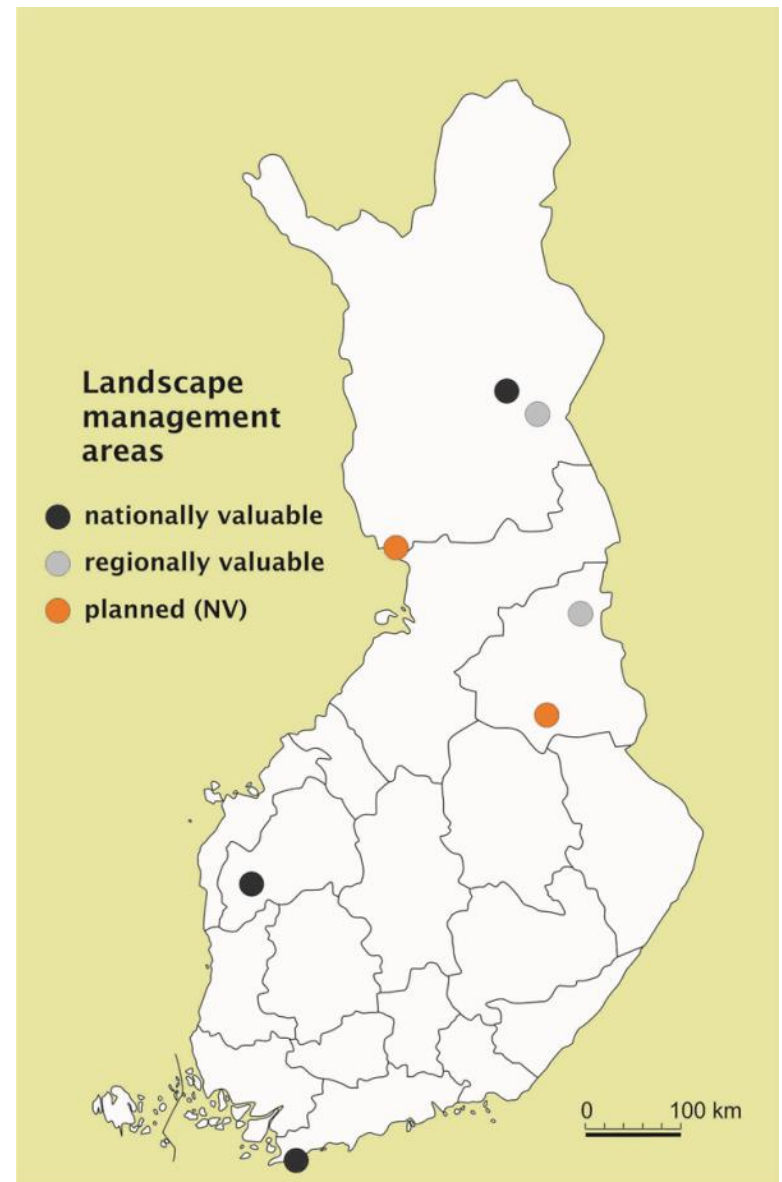 Landscape
management
areas
nationally valuable
regionally valuable
planned (NV)
0 100 km